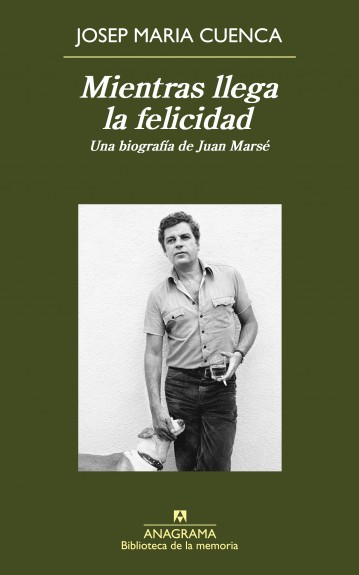 JOSEP MARIA CUENCA
Mientras llega
la felicidad
Una biografía de Juan Marsé
ANAGRAMA
Biblioteca de la memoria